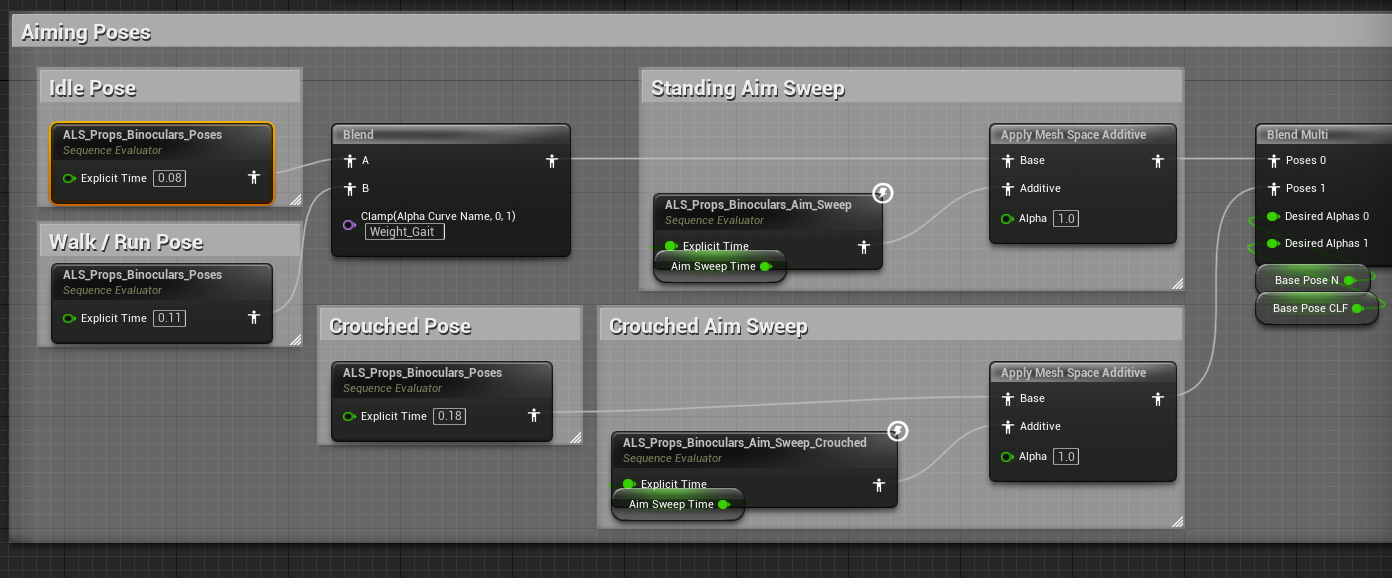 Aiming Poses
Idle Pose
ALS_Props_Binoculars_Poses
Sequence Evaluator
Explicit Time 0.08
Walk / Run Pose
ALS_Props_Binoculars_Poses
Sequence Evaluator
Explicit Time 0.11
Blend
A
B
Clamp(Alpha Curve Name, 0, 1)
Weight_Gait
Crouched Pose
ALS_Props_Binoculars_Poses
Sequence Evaluator
Explicit Time 0.18
Standing Aim Sweep
ALS_Props_Binoculars_Aim_Sweep
Sequence Evaluator
Explicit Time
Aim Sweep Time
Apply Mesh Space Additive
Base
Additive
Alpha 1.0
Crouched Aim Sweep
ALS_Props_Binoculars_Aim_Sweep_Crouched
Sequence Evaluator
Explicit Time
Aim Sweep Time
Apply Mesh Space Additive
Base
Additive
Alpha 1.0
Blend Multi
Poses 0
Poses 1
Desired Alphas 0
Desired Alphas 1
Base Pose N
Base Pose CLF